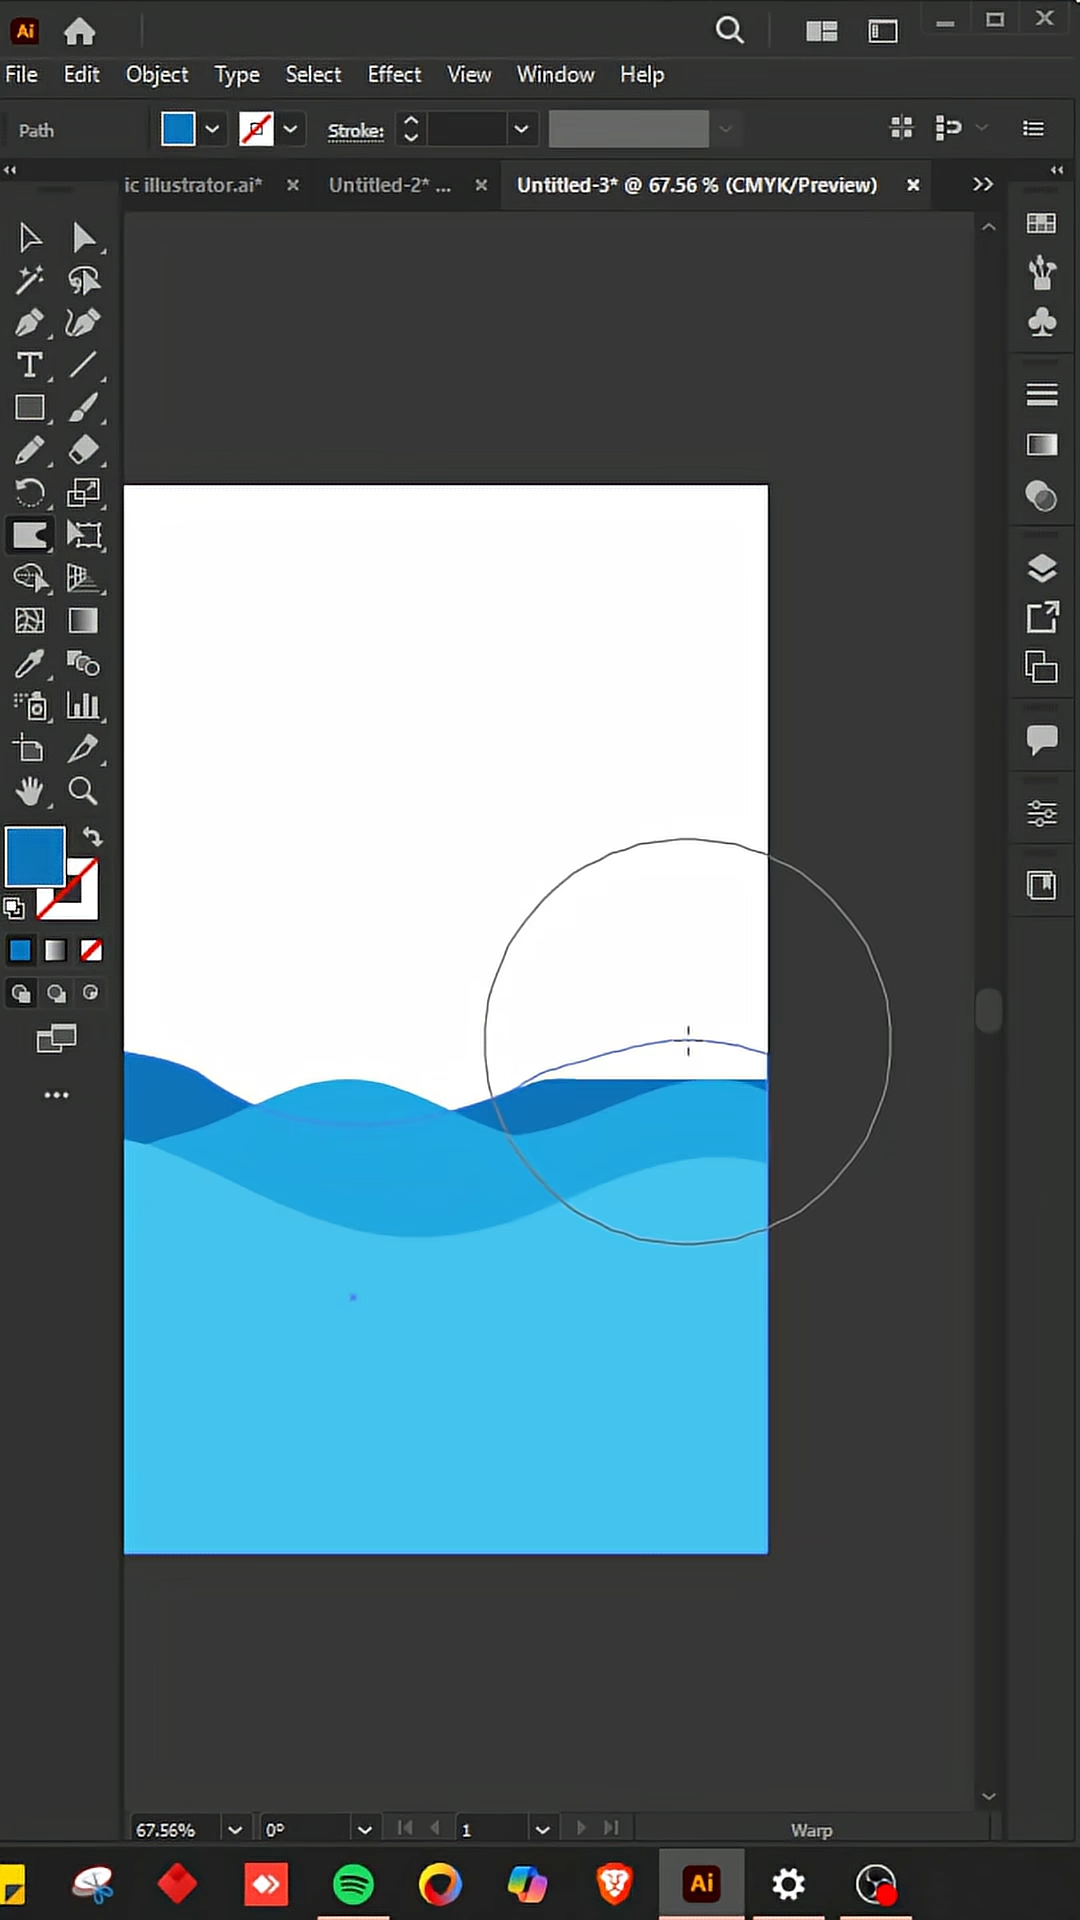 Ai
File Edit Object Type Select Effect View Window Help
Path Stroke:
ic illustrator.ai* × Untitled-2* ... × Untitled-3* @ 67.56 % (CMYK/Preview) ×
67.56% 0° 1 Warp
Ai